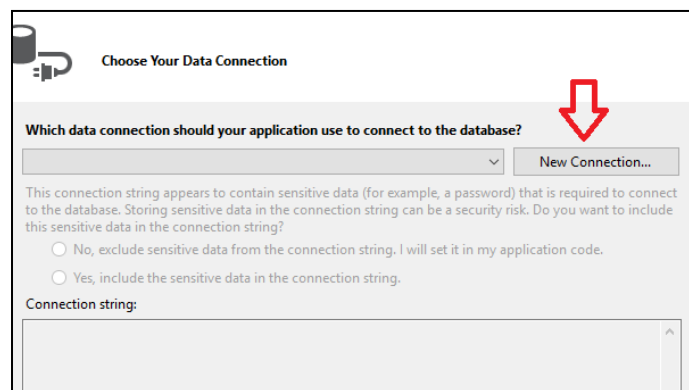 Choose Your Data Connection
Which data connection should your application use to connect to the database?
New Connection...
This connection string appears to contain sensitive data (for example, a password) that is required to connect
to the database. Storing sensitive data in the connection string can be a security risk. Do you want to include
this sensitive data in the connection string?
No, exclude sensitive data from the connection string. I will set it in my application code.
Yes, include the sensitive data in the connection string.
Connection string: